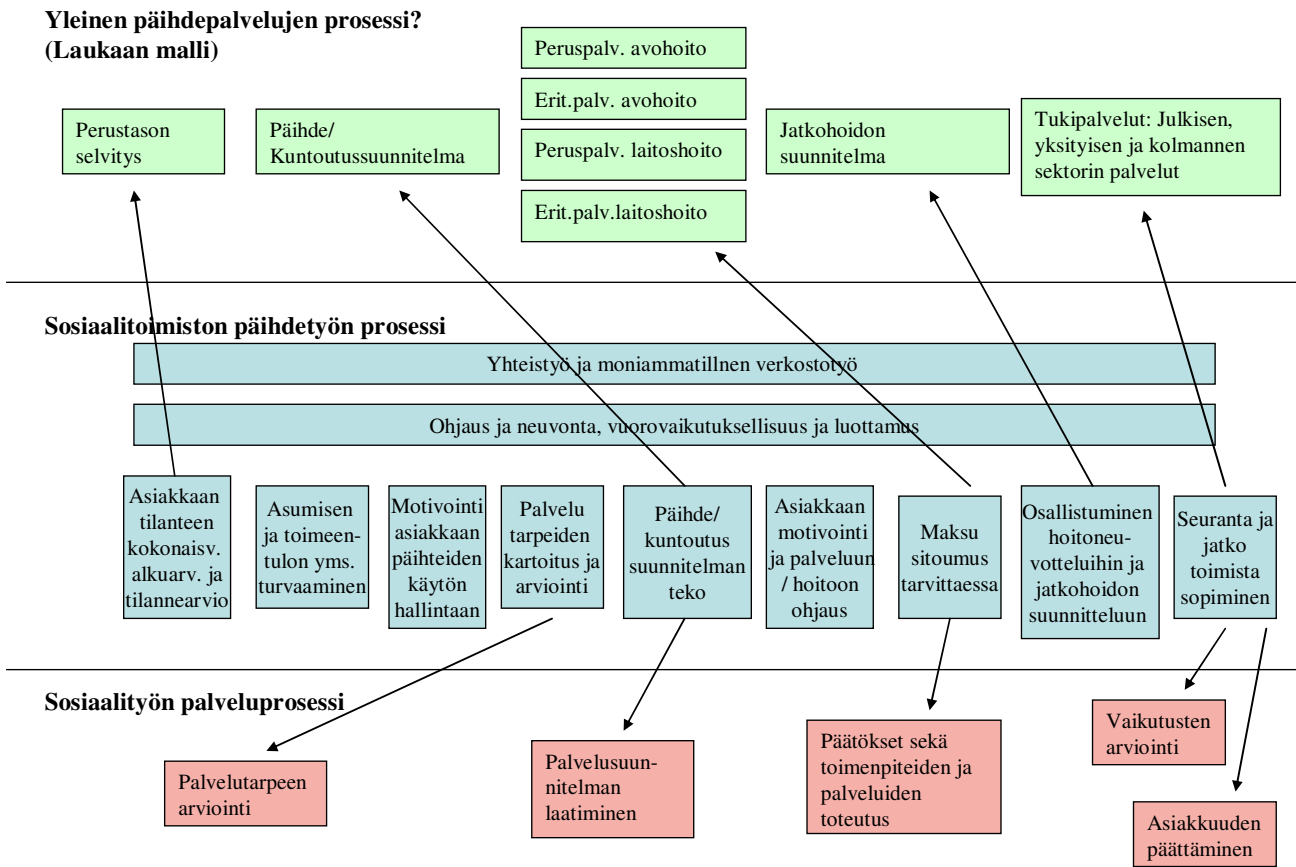 Yleinen päihdepalvelujen prosessi?
(Laukaan malli)
Perustason
selvitys
Päihde/
Kuntoutussuunnitelma
Peruspalv. avohoito
Erit.palv. avohoito
Peruspalv. laitoshoito
Erit.palv.laitoshoito
Jatkohoidon
suunnitelma
Tukipalvelut: Julkisen,
yksityisen ja kolmannen
sektorin palvelut
Sosiaalitoimiston päihdetyön prosessi
Yhteistyö ja moniammatillnen verkostotyö
Ohjaus ja neuvonta, vuorovaikutuksellisuus ja luottamus
Asiakkaan
tilanteen
kokonaisv.
alkuarv. ja
tilannearvio
Asumisen
ja toimeen-
tulon yms.
turvaaminen
Motivointi
asiakkaan
päihteiden
käytön
hallintaan
Palvelu
tarpeiden
kartoitus ja
arviointi
Päihde/
kuntoutus
suunnitelman
teko
Asiakkaan
motivointi
ja palveluun
/ hoitoon
ohjaus
Maksu
sitoumus
tarvittaessa
Osallistuminen
hoitoneu-
votteluihin ja
jatkohoidon
suunnitteluun
Seuranta ja
jatko
toimista
sopiminen
Sosiaalityön palveluprosessi
Palvelutarpeen
arviointi
Palvelusuun-
nitelman
laatiminen
Päätökset sekä
toimenpiteiden ja
palveluiden
toteutus
Vaikutusten
arviointi
Asiakkuuden
päättäminen